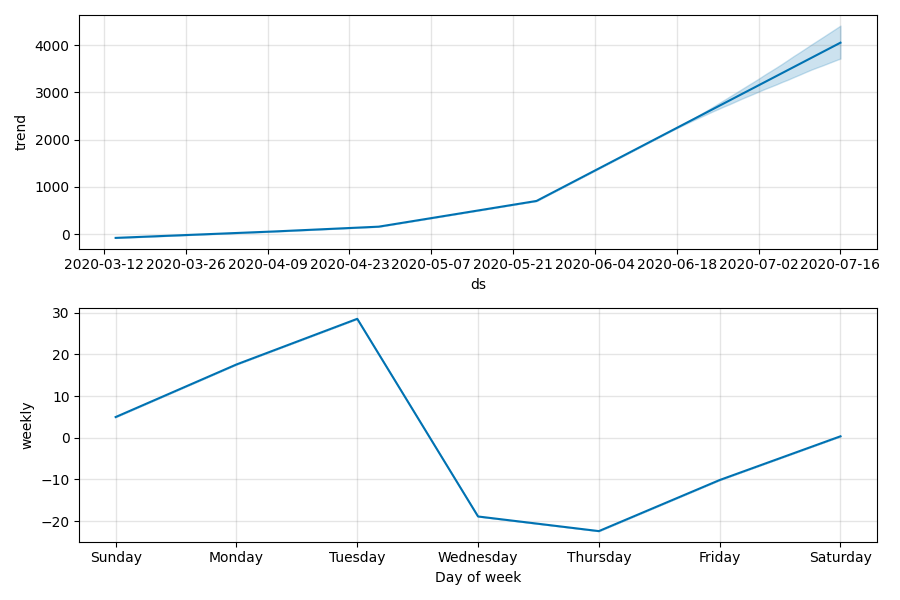 4000
3000
2000
1000
0
trend
2020-03-12 2020-03-26 2020-04-09 2020-04-23 2020-05-07 2020-05-21 2020-06-04 2020-06-18 2020-07-02 2020-07-16
ds
30
20
10
0
−10
−20
weekly
Sunday Monday Tuesday Wednesday Thursday Friday Saturday
Day of week